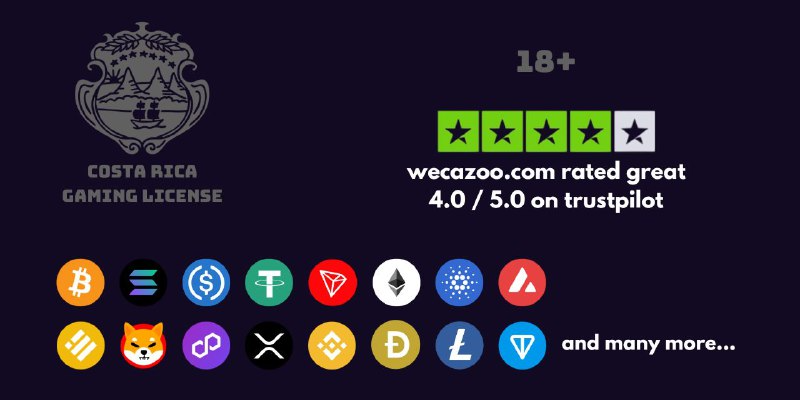 18+
COSTA RICA
GAMING LICENSE
wecazoo.com rated great
4.0 / 5.0 on trustpilot
and many more...